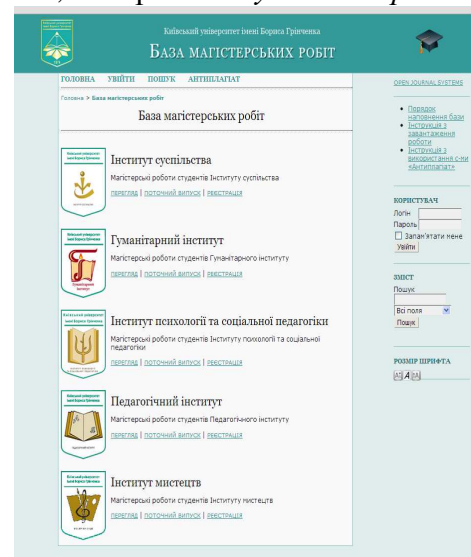 Київський університет імені Бориса Грінченка
База магістерських робіт
ГОЛОВНА УВІЙТИ ПОШУК АНТИПЛАГІАТ
Головна > База магістерських робіт
База магістерських робіт
Інститут суспільства
Магістерські роботи студентів Інституту суспільства
ПЕРЕГЛЯД | ПОТОЧНИЙ ВИПУСК | РЕЄСТРАЦІЯ
Гуманітарний інститут
Магістерські роботи студентів Гуманітарного інституту
ПЕРЕГЛЯД | ПОТОЧНИЙ ВИПУСК | РЕЄСТРАЦІЯ
Інститут психології та соціальної педагогіки
Магістерські роботи студентів Інституту психології та соціальної
педагогіки
ПЕРЕГЛЯД | ПОТОЧНИЙ ВИПУСК | РЕЄСТРАЦІЯ
Педагогічний інститут
Магістерські роботи студентів Педагогічного інституту
ПЕРЕГЛЯД | ПОТОЧНИЙ ВИПУСК | РЕЄСТРАЦІЯ
Інститут мистецтв
Магістерські роботи студентів Інституту мистецтв
ПЕРЕГЛЯД | ПОТОЧНИЙ ВИПУСК | РЕЄСТРАЦІЯ
OPEN JOURNAL SYSTEMS
Порядок
наповнення бази
Інструкція з
завантаження
роботи
Інструкція з
використання с-ми
«Антиплагіат»
КОРИСТУВАЧ
Логін
Пароль
Запам'ятати мене
Увійти
ЗМІСТ
Пошук
Всі поля
Пошук
РОЗМІР ШРИФТА